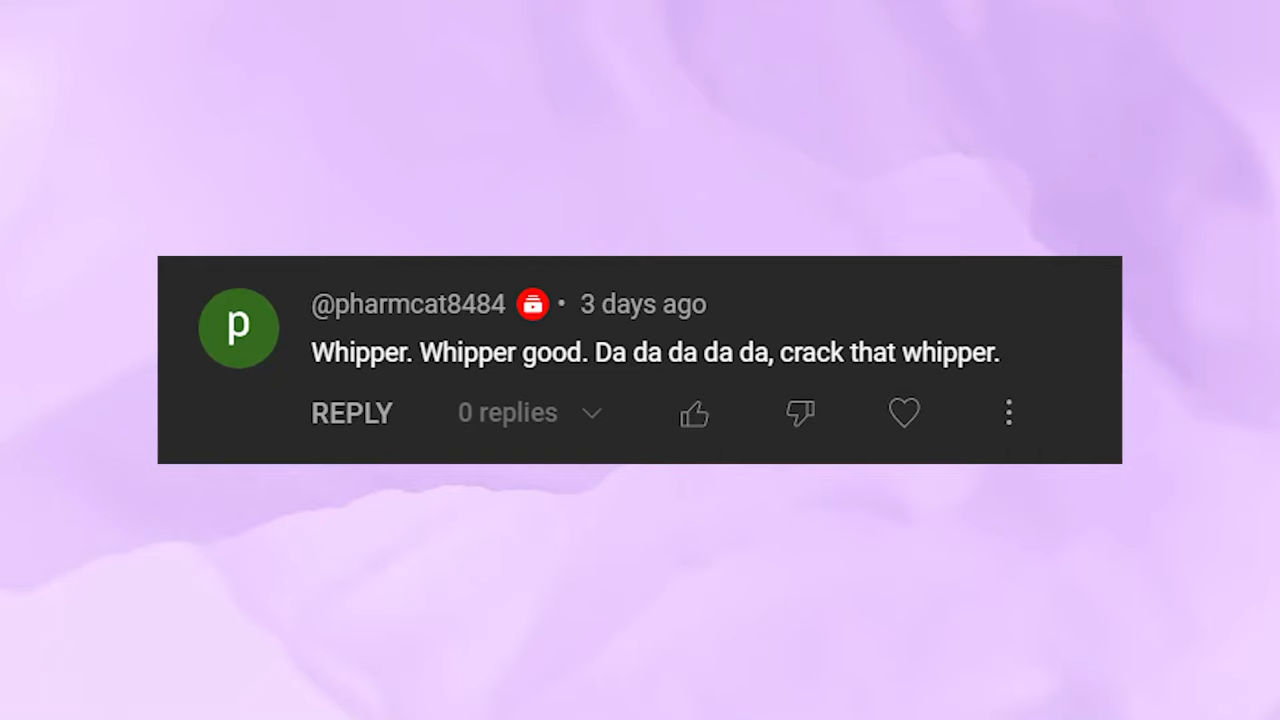 p
@pharmcat8484 • 3 days ago
Whipper. Whipper good. Da da da da da, crack that whipper.
REPLY 0 replies